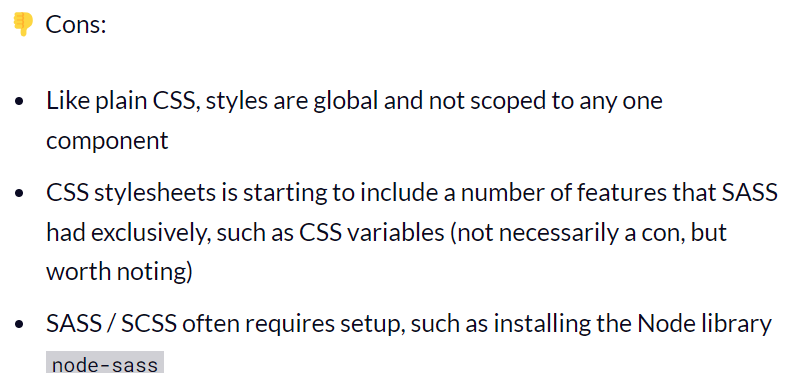 👎 Cons:
• Like plain CSS, styles are global and not scoped to any one
component
• CSS stylesheets is starting to include a number of features that SASS
had exclusively, such as CSS variables (not necessarily a con, but
worth noting)
• SASS / SCSS often requires setup, such as installing the Node library
node-sass